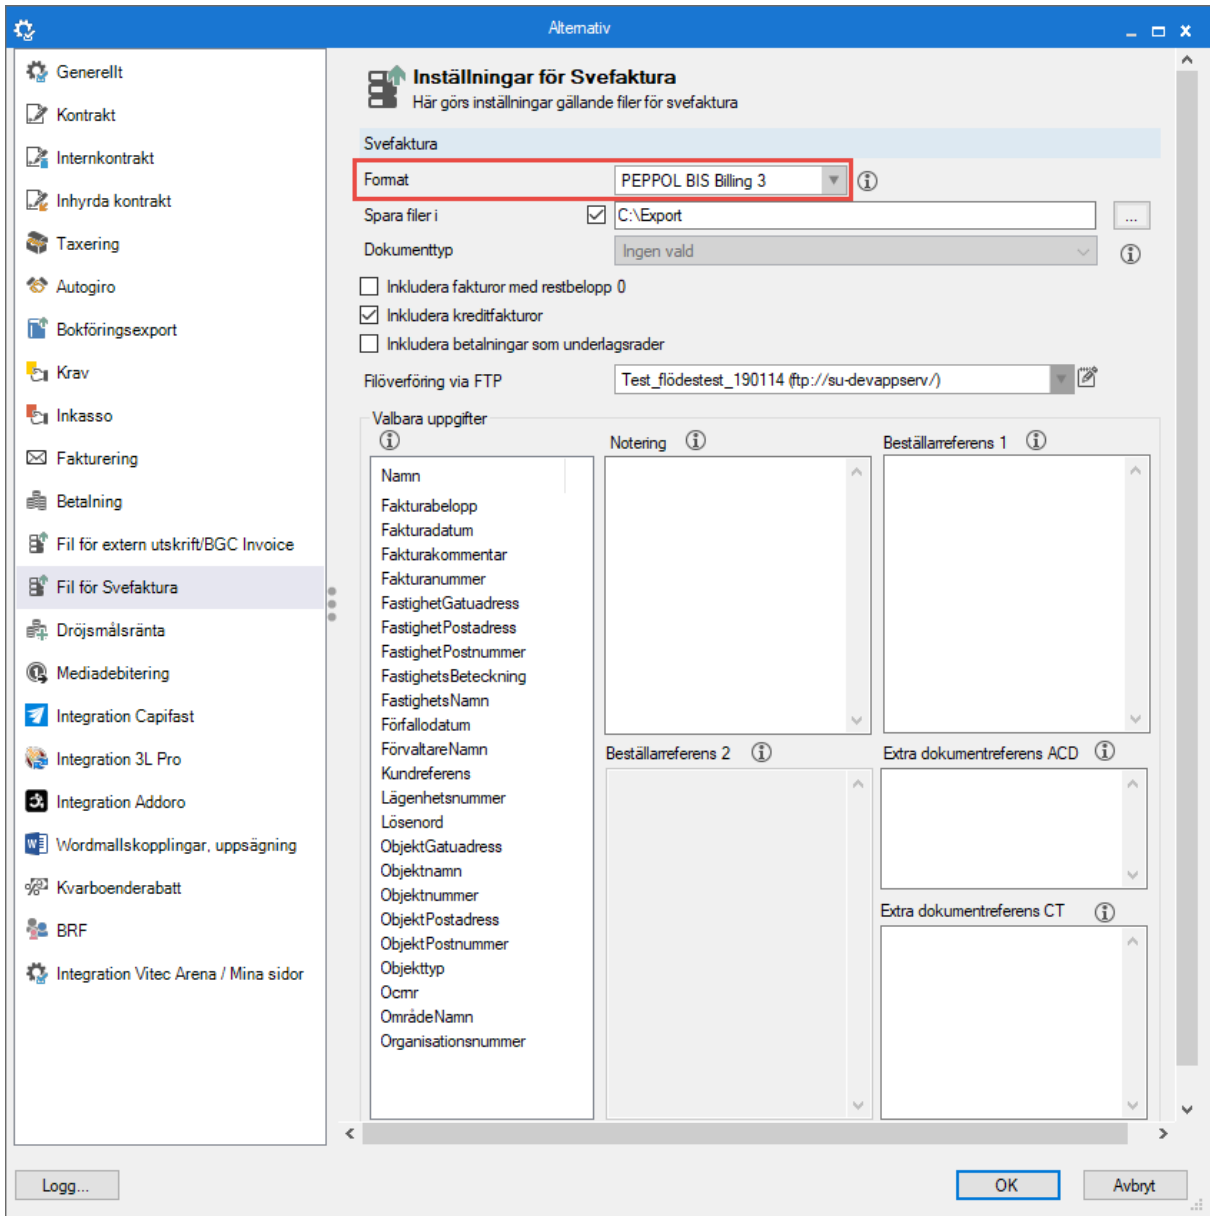 Alternativ
Generellt
Kontrakt
Internkontrakt
Inhyrda kontrakt
Taxering
Autogiro
Bokföringsexport
Krav
Inkasso
Fakturering
Betalning
Fil för extern utskrift/BGC Invoice
Fil för Svefaktura
Dröjsmålsränta
Mediadebitering
Integration Capifast
Integration 3L Pro
Integration Addoro
Wordmallskopplingar, uppsägning
Kvarboenderabatt
BRF
Integration Vitec Arena / Mina sidor
Inställningar för Svefaktura
Här görs inställningar gällande filer för svefaktura
Svefaktura
Format PEPPOL BIS Billing 3
Spara filer i C:\Export ...
Dokumenttyp Ingen vald
Inkludera fakturor med restbelopp 0
Inkludera kreditfakturor
Inkludera betalningar som underlagsrader
Filöverföring via FTP Test_flödestest_190114 (ftp://su-devappserv/)
Valbara uppgifter
Namn
Fakturabelopp
Fakturadatum
Fakturakommentar
Fakturanummer
FastighetGatuadress
FastighetPostadress
FastighetPostnummer
FastighetsBeteckning
FastighetsNamn
Förfallodatum
FörvaltareNamn
Kundreferens
Lägenhetsnummer
Lösenord
ObjektGatuadress
Objektnamn
Objektnummer
ObjektPostadress
ObjektPostnummer
Objekttyp
Ocrnr
OmrådeNamn
Organisationsnummer
Notering
Beställarreferens 1
Beställarreferens 2
Extra dokumentreferens ACD
Extra dokumentreferens CT
Logg...
OK
Avbryt